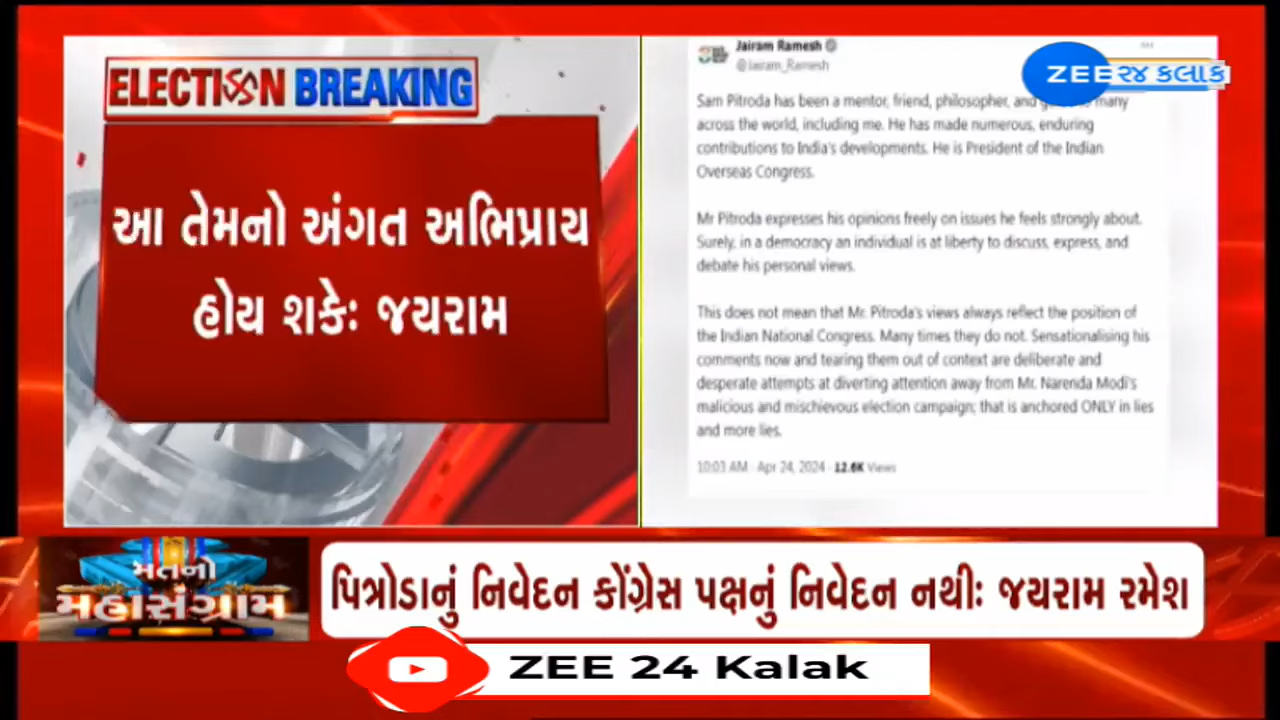 ELECTION BREAKING
આ તેમનો અંગત અભિપ્રાય
હોય શકેઃ જયરામ
Jairam Ramesh
@Jairam_Ramesh
ZEE ૨૪ કલાક
Sam Pitroda has been a mentor, friend, philosopher, and many
across the world, including me. He has made numerous, enduring
contributions to India's developments. He is President of the Indian
Overseas Congress.
Mr Pitroda expresses his opinions freely on issues he feels strongly about.
Surely, in a democracy an individual is at liberty to discuss, express, and
debate his personal views.
This does not mean that Mr. Pitroda's views always reflect the position of
the Indian National Congress. Many times they do not. Sensationalising his
comments now and tearing them out of context are deliberate and
desperate attempts at diverting attention away from Mr. Narenda Modi's
malicious and mischievous election campaign; that is anchored ONLY in lies
and more lies.
10:03 AM · Apr 24, 2024 · 12.6K Views
મતનો
મહાસંગ્રામ
પિત્રોડાનું નિવેદન કોંગ્રેસ પક્ષનું નિવેદન નથીઃ જયરામ રમેશ
ZEE 24 Kalak